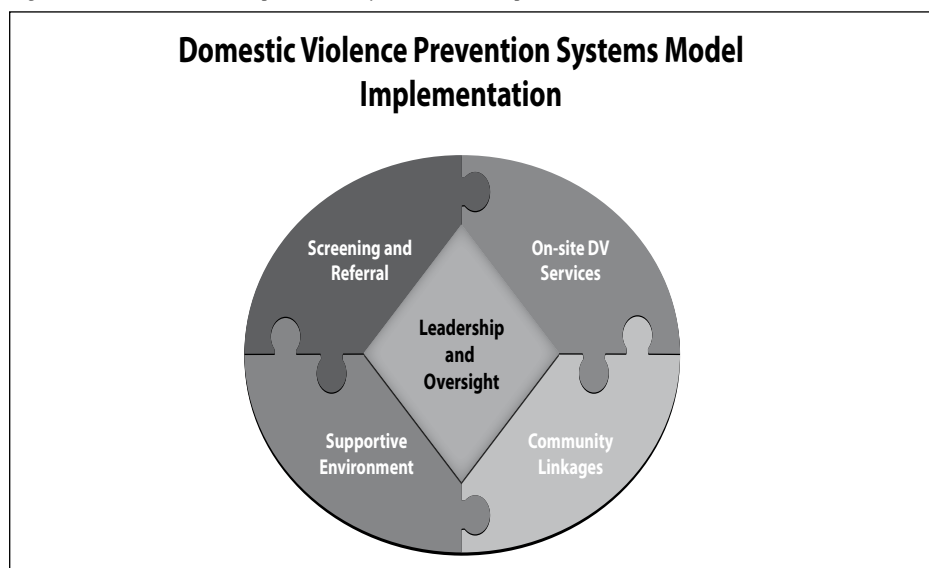 Domestic Violence Prevention Systems Model
Implementation
Screening and
Referral
On-site DV
Services
Leadership
and
Oversight
Supportive
Environment
Community
Linkages